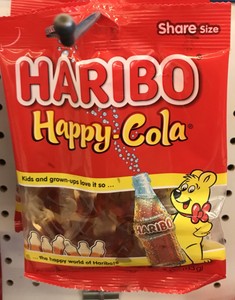 Share Size
HARIBO
Happy-Cola®
Kids and grown-ups love it so ...
HARIBO
... the happy world of Haribo®